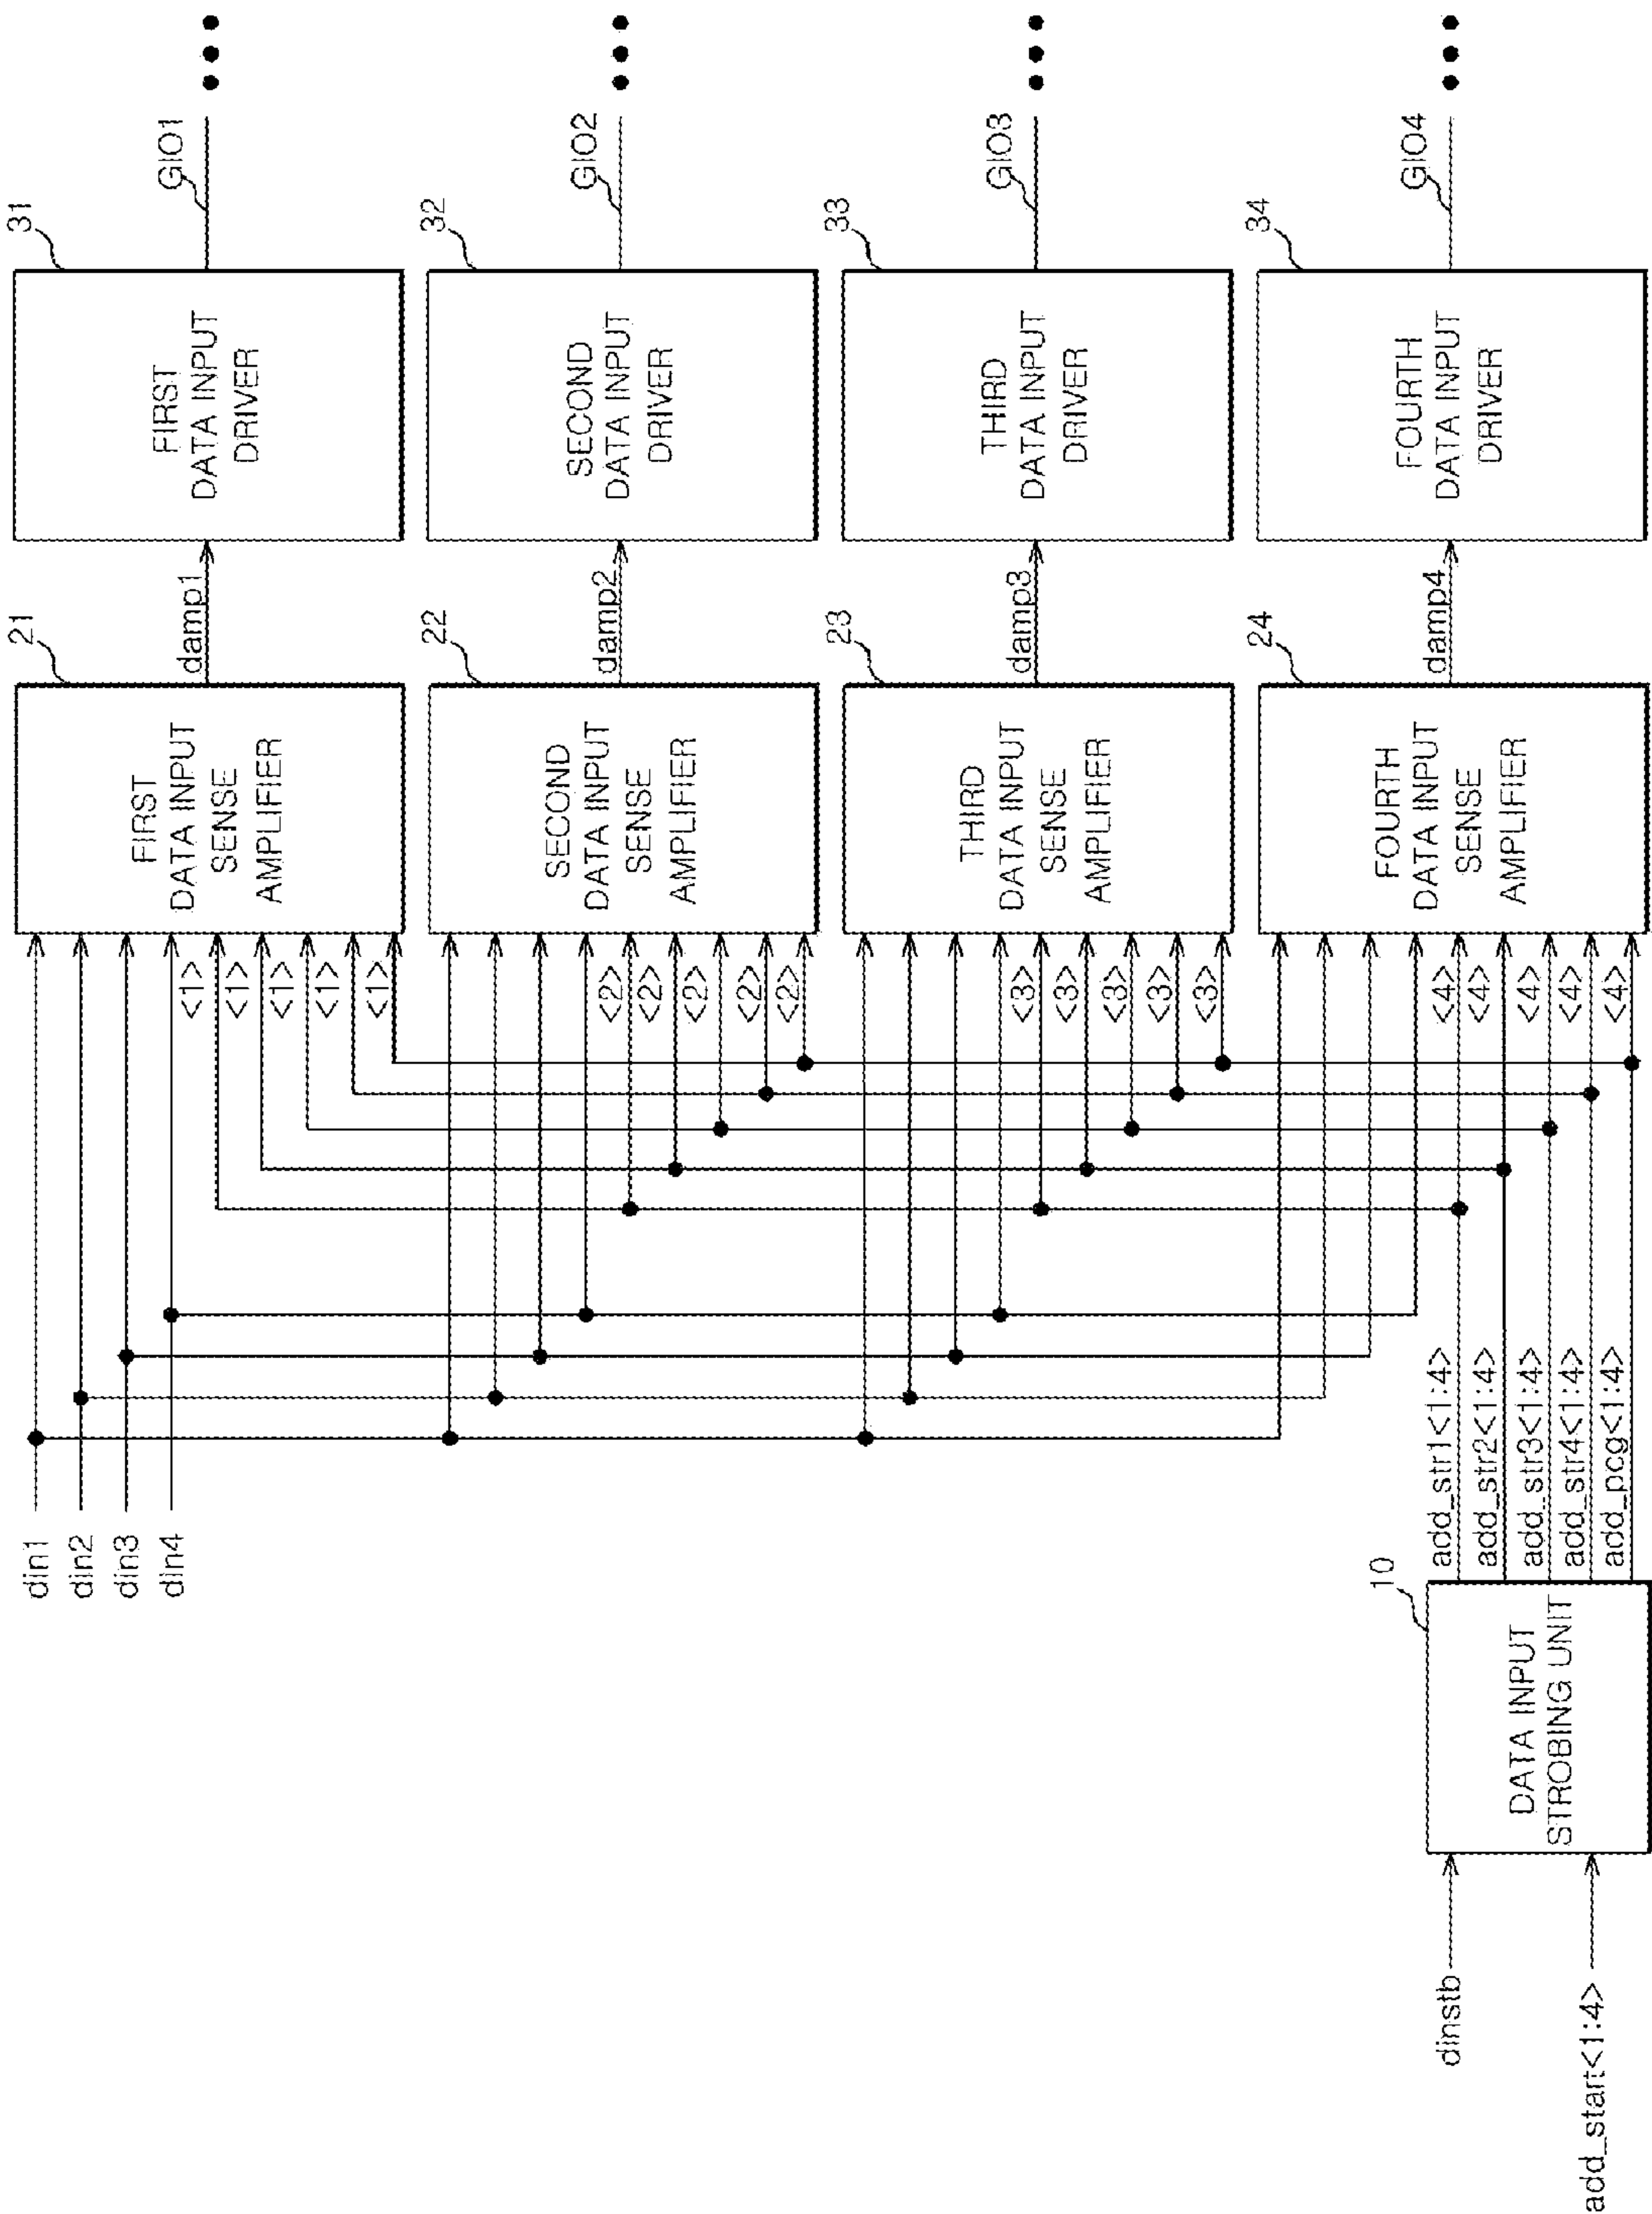 din1
din2
din3
din4
<1>
<1>
<1>
<1>
<1>
21
FIRST
DATA INPUT
SENSE
AMPLIFIER
damp1
31
FIRST
DATA INPUT
DRIVER
GIO1
<2>
<2>
<2>
<2>
<2>
22
SECOND
DATA INPUT
SENSE
AMPLIFIER
damp2
32
SECOND
DATA INPUT
DRIVER
GIO2
<3>
<3>
<3>
<3>
<3>
23
THIRD
DATA INPUT
SENSE
AMPLIFIER
damp3
33
THIRD
DATA INPUT
DRIVER
GIO3
dinstb
add_start<1:4>
10
DATA INPUT
STROBING UNIT
add_str1<1:4>
add_str2<1:4>
add_str3<1:4>
add_str4<1:4>
add_pcg<1:4>
<4>
<4>
<4>
<4>
<4>
24
FOURTH
DATA INPUT
SENSE
AMPLIFIER
damp4
34
FOURTH
DATA INPUT
DRIVER
GIO4